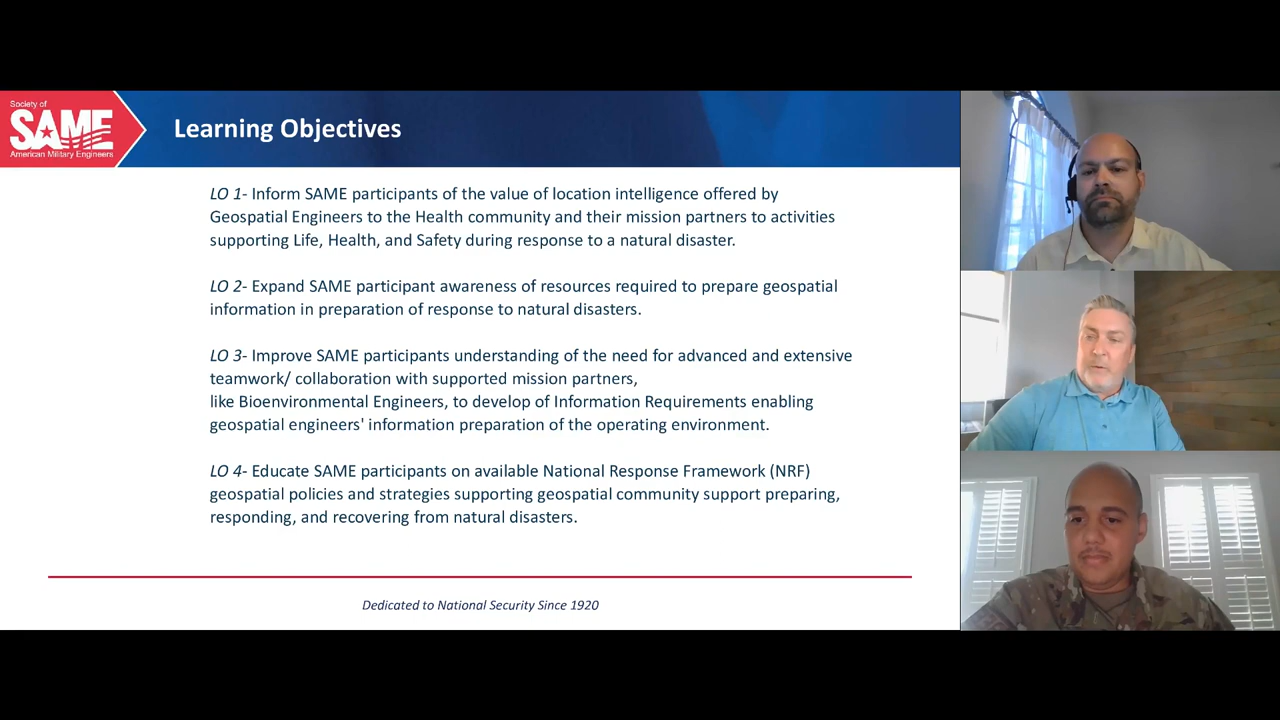 Society of
SAME
American Military Engineers
Learning Objectives
LO 1- Inform SAME participants of the value of location intelligence offered by
Geospatial Engineers to the Health community and their mission partners to activities
supporting Life, Health, and Safety during response to a natural disaster.
LO 2- Expand SAME participant awareness of resources required to prepare geospatial
information in preparation of response to natural disasters.
LO 3- Improve SAME participants understanding of the need for advanced and extensive
teamwork/ collaboration with supported mission partners,
like Bioenvironmental Engineers, to develop of Information Requirements enabling
geospatial engineers' information preparation of the operating environment.
LO 4- Educate SAME participants on available National Response Framework (NRF)
geospatial policies and strategies supporting geospatial community support preparing,
responding, and recovering from natural disasters.
Dedicated to National Security Since 1920